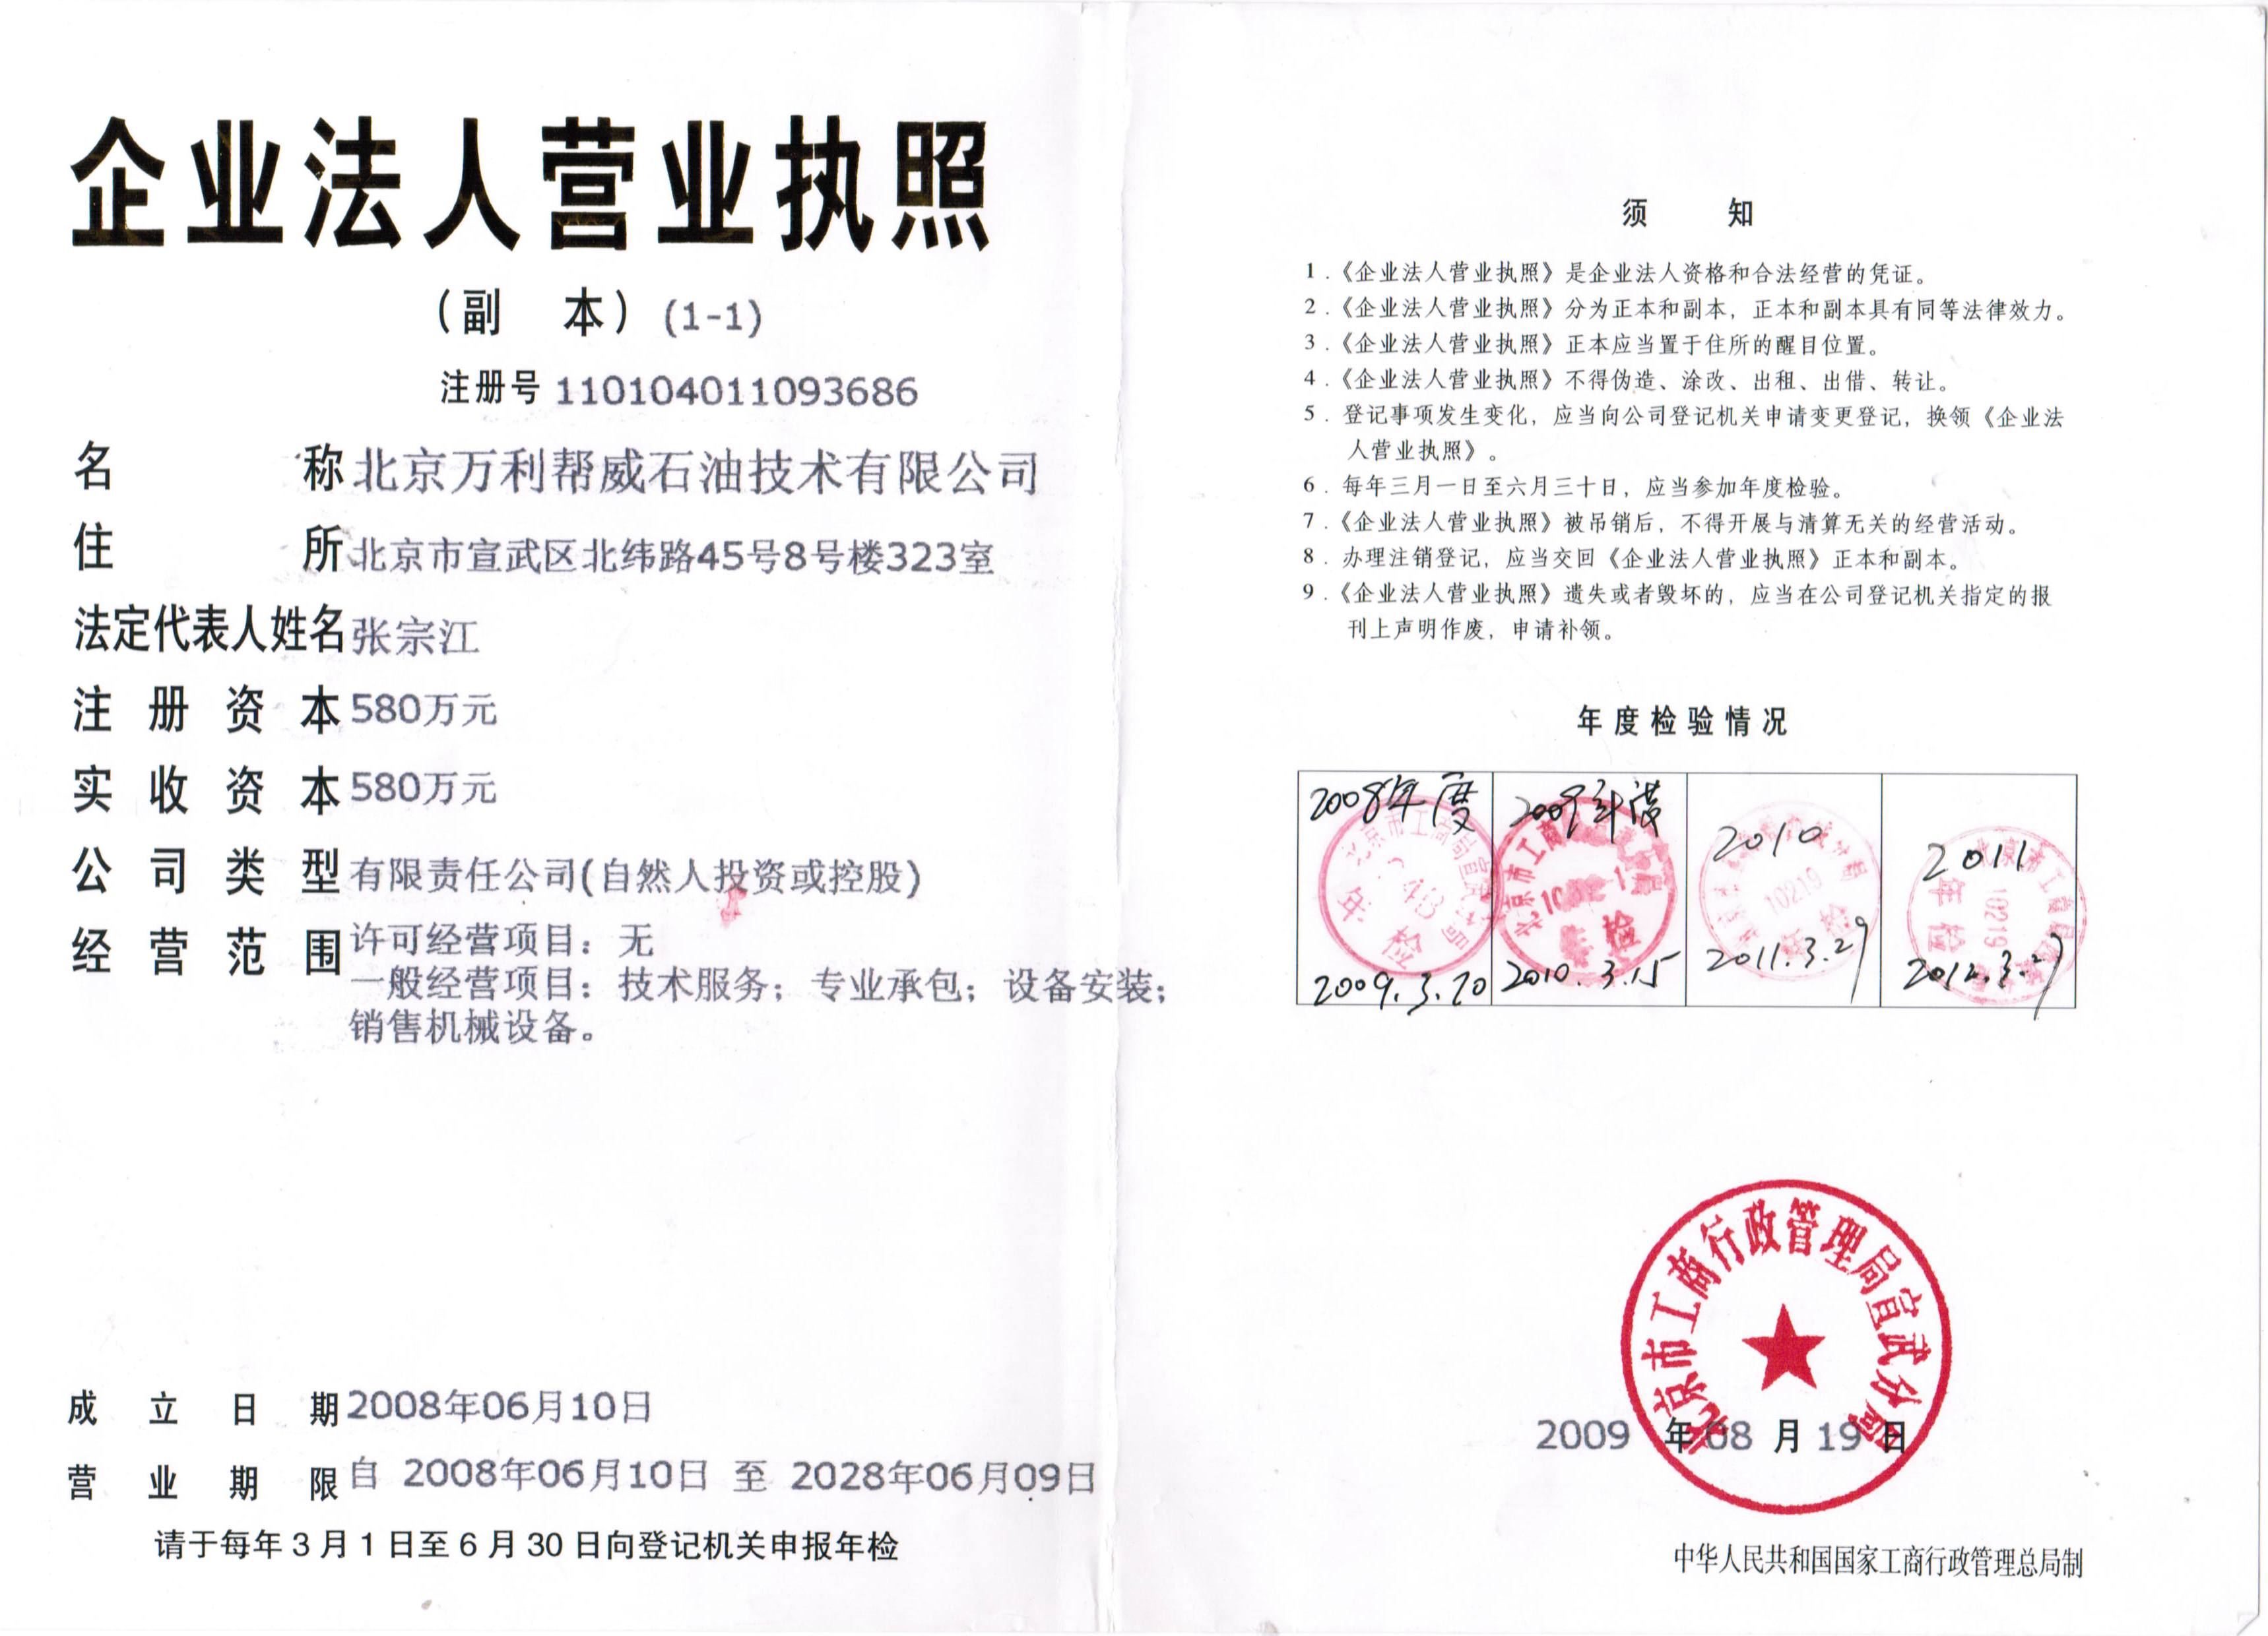 企业法人营业执照
（副 本）(1-1)
注册号 110104011093686
名 称 北京万利帮威石油技术有限公司
住 所 北京市宣武区北纬路45号8号楼323室
法定代表人姓名 张宗江
注册资本 580万元
实收资本 580万元
公司类型 有限责任公司(自然人投资或控股)
经营范围 许可经营项目：无
一般经营项目：技术服务；专业承包；设备安装；
销售机械设备。
成立日期 2008年06月10日
营业期限 自 2008年06月10日 至 2028年06月09日
请于每年3月1日至6月30日向登记机关申报年检
须 知
1.《企业法人营业执照》是企业法人资格和合法经营的凭证。
2.《企业法人营业执照》分为正本和副本，正本和副本具有同等法律效力。
3.《企业法人营业执照》正本应当置于住所的醒目位置。
4.《企业法人营业执照》不得伪造、涂改、出租、出借、转让。
5.登记事项发生变化，应当向公司登记机关申请变更登记，换领《企业法
人营业执照》。
6.每年三月一日至六月三十日，应当参加年度检验。
7.《企业法人营业执照》被吊销后，不得开展与清算无关的经营活动。
8.办理注销登记，应当交回《企业法人营业执照》正本和副本。
9.《企业法人营业执照》遗失或者毁坏的，应当在公司登记机关指定的报
刊上声明作废，申请补领。
年度检验情况
2008年度
年检
2009.3.20
2009年度
检
2010.3.15
2010
10219
2011.3.29
2011
年检
10219
2012.3.27
北京市工商行政管理局宣武分局
2009 年 08 月 19 日
中华人民共和国国家工商行政管理总局制